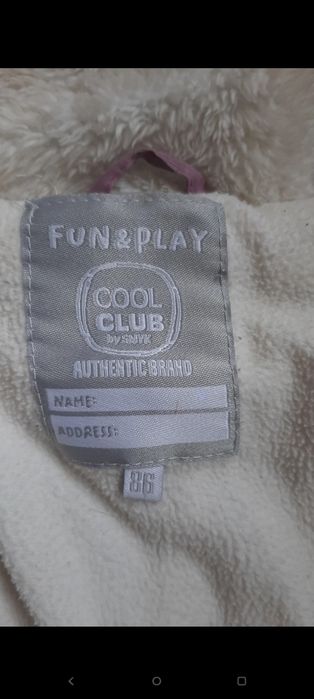 FUN&PLAY
COOL
CLUB
by SMYK
AUTHENTIC BRAND
NAME:
ADDRESS:
86